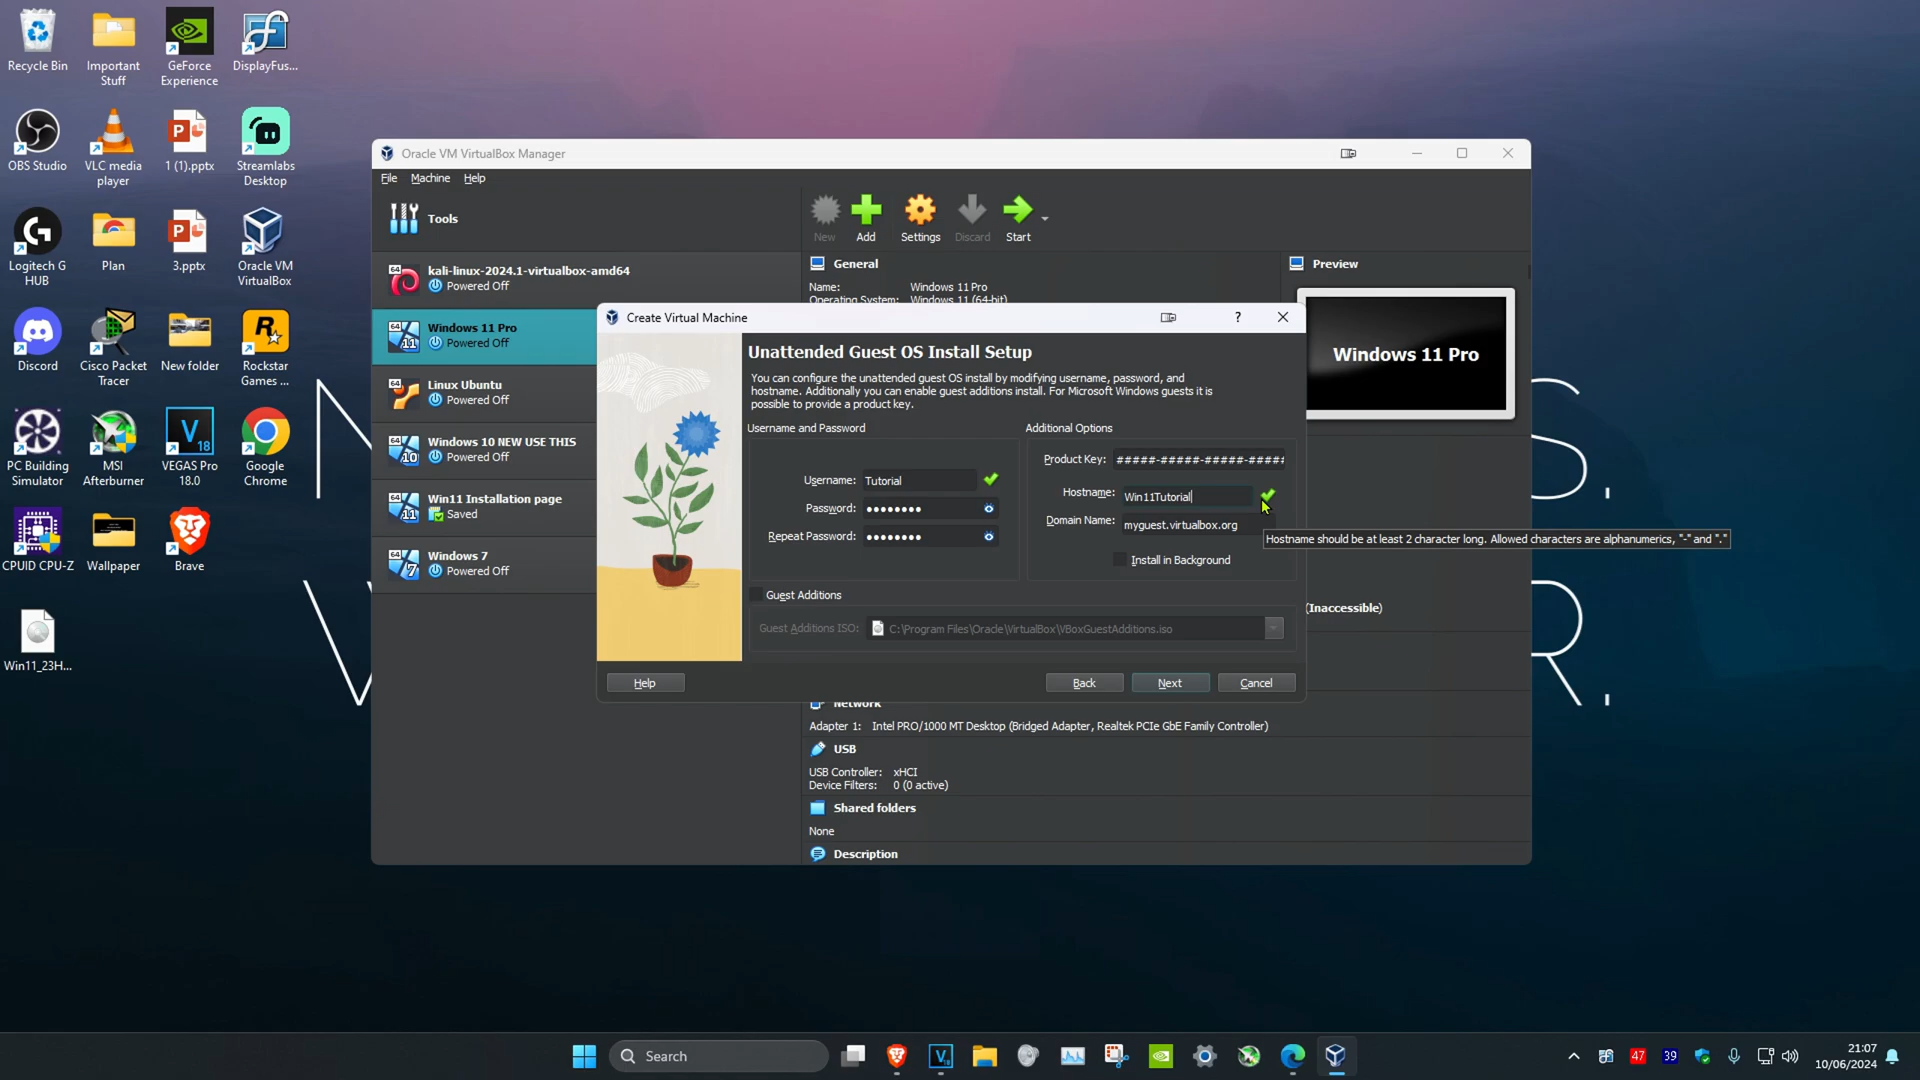 Recycle Bin
Important
Stuff
GeForce
Experience
DisplayFus...
OBS Studio
VLC media
player
1 (1).pptx
Streamlabs
Desktop
Logitech G
HUB
Plan
3.pptx
Oracle VM
VirtualBox
Discord
Cisco Packet
Tracer
New folder
Rockstar
Games ...
PC Building
Simulator
MSI
Afterburner
VEGAS Pro
18.0
Google
Chrome
CPUID CPU-Z
Wallpaper
Brave
Win11_23H...
Oracle VM VirtualBox Manager
File Machine Help
Tools
New
Add
Settings
Discard
Start
kali-linux-2024.1-virtualbox-amd64
Powered Off
Windows 11 Pro
Powered Off
Linux Ubuntu
Powered Off
Windows 10 NEW USE THIS
Powered Off
Win11 Installation page
Saved
Windows 7
Powered Off
General
Name: Windows 11 Pro
Operating System: Windows 11 (64-bit)
Preview
Windows 11 Pro
Create Virtual Machine
Unattended Guest OS Install Setup
You can configure the unattended guest OS install by modifying username, password, and
hostname. Additionally you can enable guest additions install. For Microsoft Windows guests it is
possible to provide a product key.
Username and Password
Username: Tutorial
Password: ●●●●●●●●
Repeat Password: ●●●●●●●●
Additional Options
Product Key: #####-#####-#####-#####
Hostname: Win11Tutorial
Domain Name: myguest.virtualbox.org
Hostname should be at least 2 character long. Allowed characters are alphanumerics, "-" and "."
Install in Background
Guest Additions
Guest Additions ISO: C:\Program Files\Oracle\VirtualBox\VBoxGuestAdditions.iso
Help
Back
Next
Cancel
(Inaccessible)
Network
Adapter 1: Intel PRO/1000 MT Desktop (Bridged Adapter, Realtek PCIe GbE Family Controller)
USB
USB Controller: xHCI
Device Filters: 0 (0 active)
Shared folders
None
Description
Search
47
39
21:07
10/06/2024